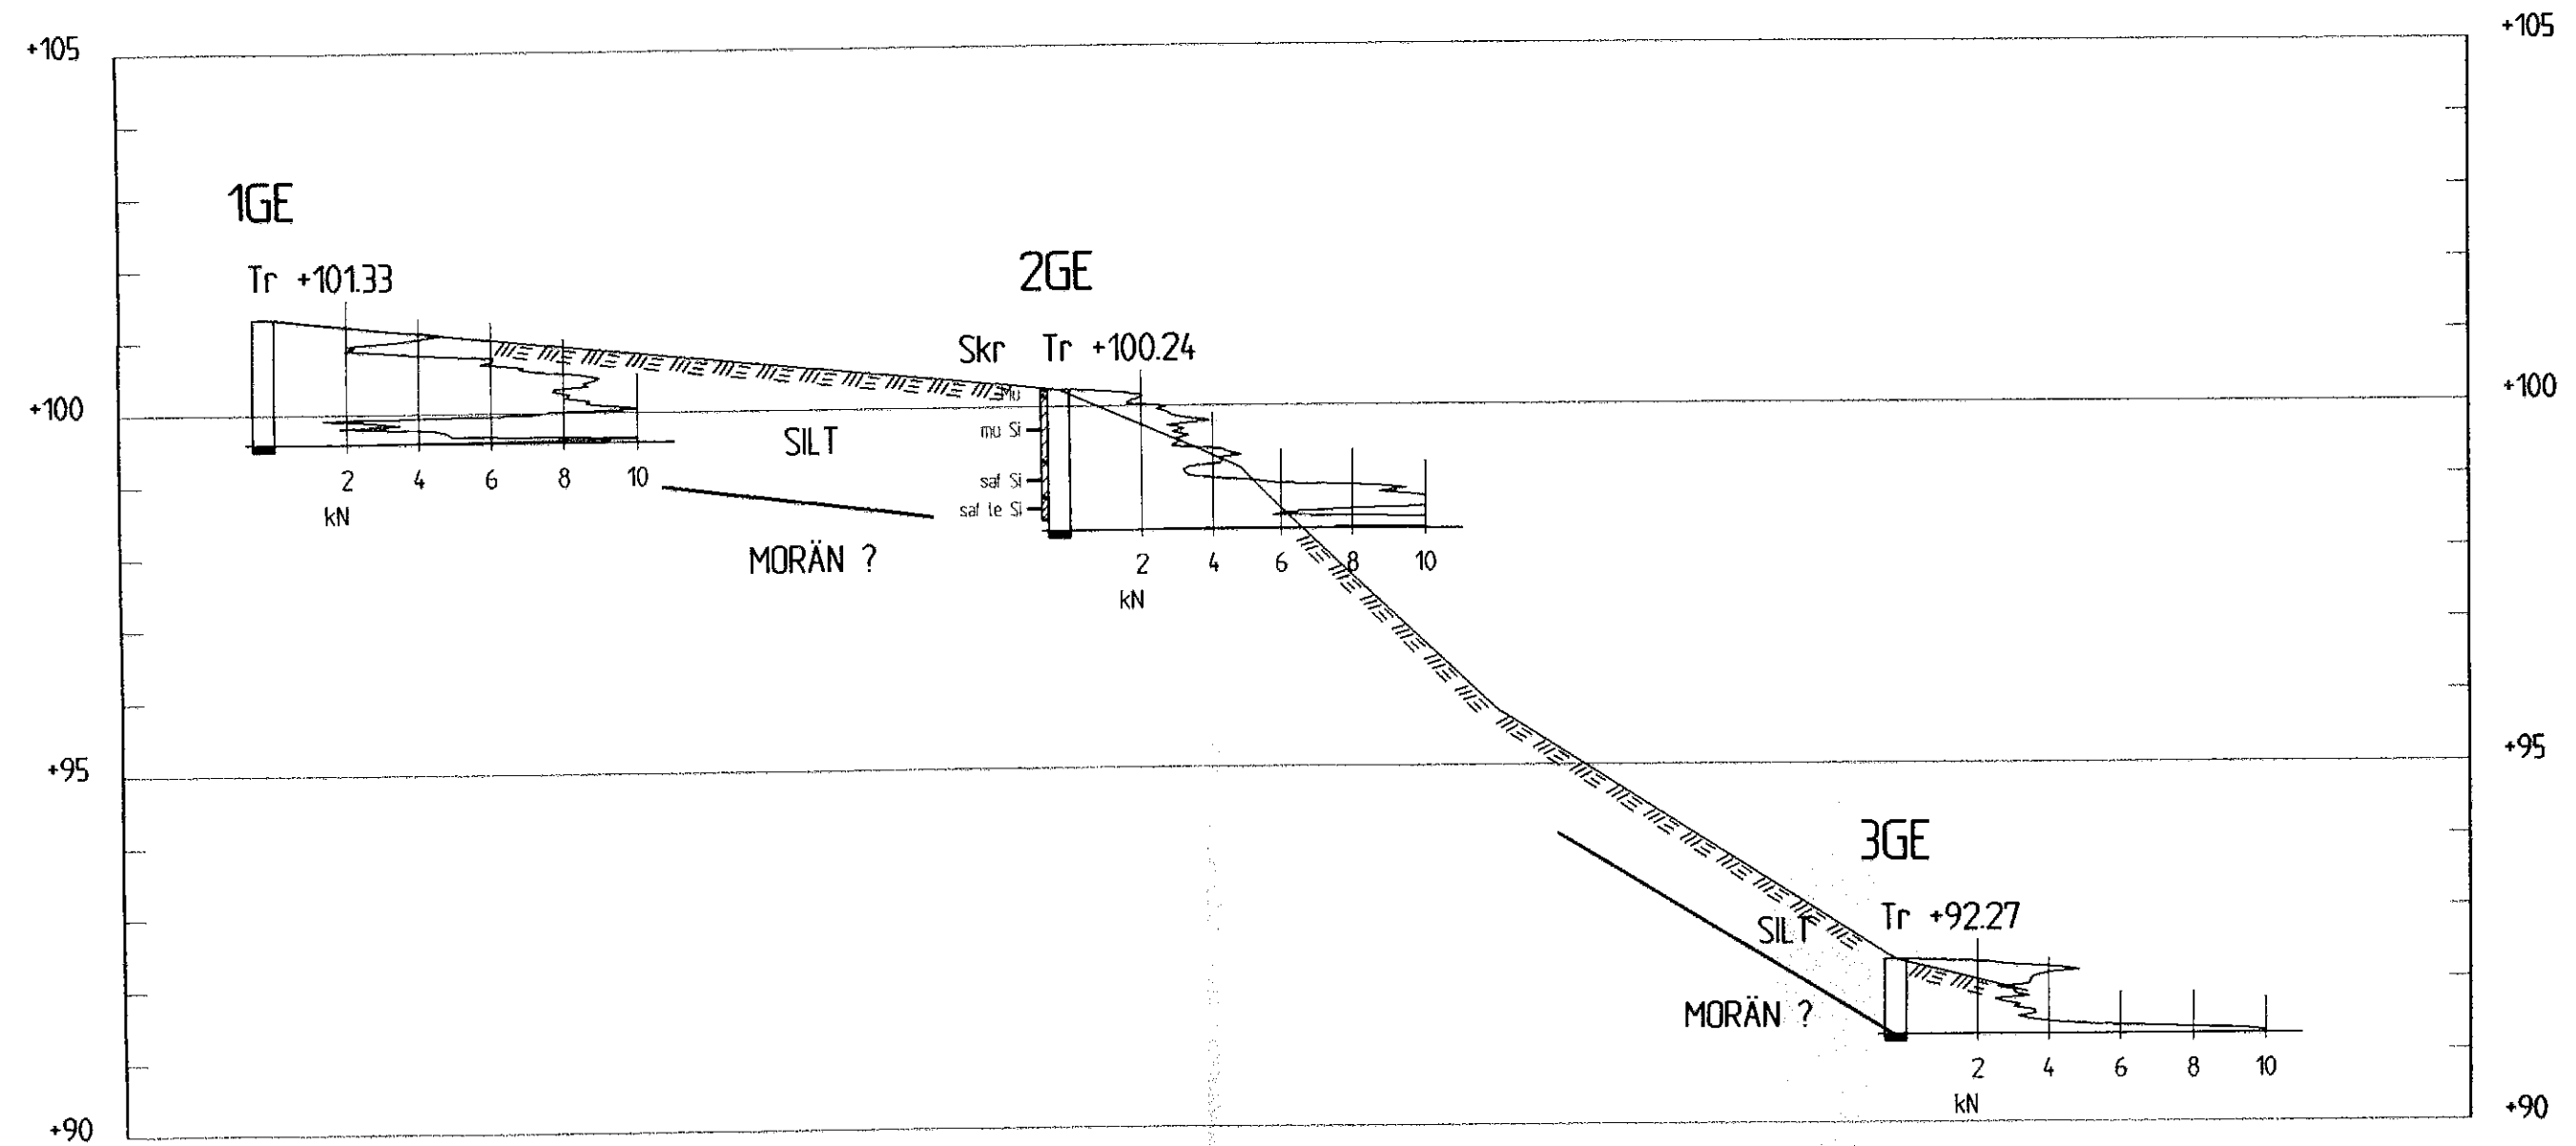 +105
+105
1GE
Tr +101.33
2GE
Skr Tr +100.24
+100
+100
Mu
mu Si
SILT
saf Si
saf le Si
2 4 6 8 10
kN
MORÄN ?
2 4 6 8 10
kN
+95
+95
3GE
Tr +92.27
SILT
MORÄN ?
2 4 6 8 10
kN
+90
+90